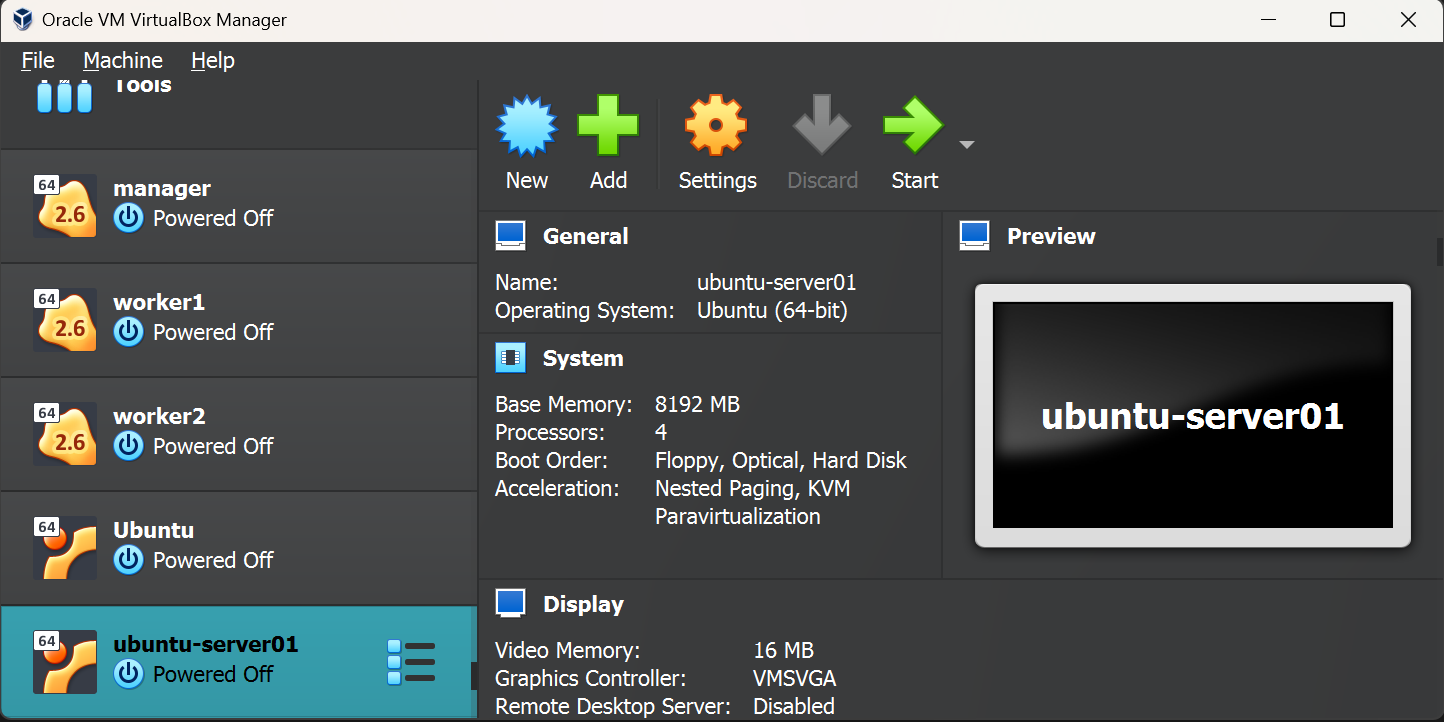 Oracle VM VirtualBox Manager
File Machine Help
Tools
64
2.6
manager
Powered Off
64
2.6
worker1
Powered Off
64
2.6
worker2
Powered Off
64
Ubuntu
Powered Off
64
ubuntu-server01
Powered Off
New Add Settings Discard Start
General
Name: ubuntu-server01
Operating System: Ubuntu (64-bit)
System
Base Memory: 8192 MB
Processors: 4
Boot Order: Floppy, Optical, Hard Disk
Acceleration: Nested Paging, KVM
Paravirtualization
Preview
ubuntu-server01
Display
Video Memory: 16 MB
Graphics Controller: VMSVGA
Remote Desktop Server: Disabled